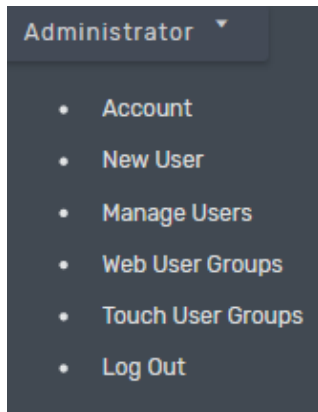 Administrator
Account
New User
Manage Users
Web User Groups
Touch User Groups
Log Out